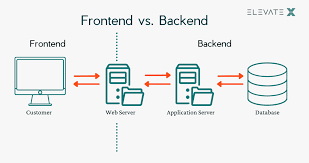 ELEVATE X
Frontend vs. Backend
Frontend
Backend
Customer
Web Server
Application Server
Database